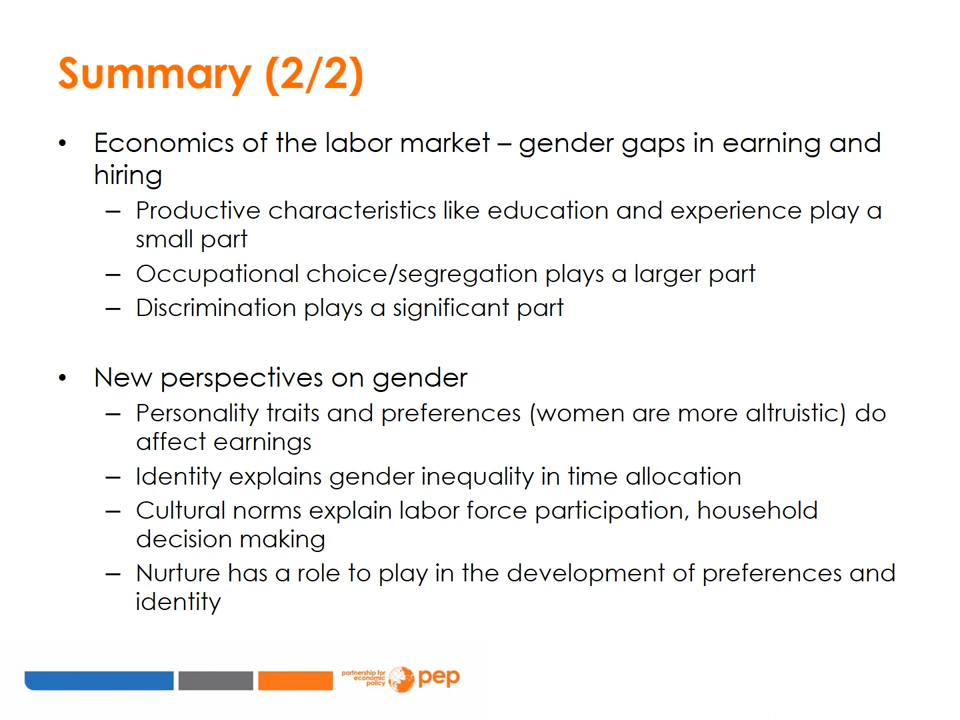 Summary (2/2)
• Economics of the labor market – gender gaps in earning and
hiring
– Productive characteristics like education and experience play a
small part
– Occupational choice/segregation plays a larger part
– Discrimination plays a significant part
• New perspectives on gender
– Personality traits and preferences (women are more altruistic) do
affect earnings
– Identity explains gender inequality in time allocation
– Cultural norms explain labor force participation, household
decision making
– Nurture has a role to play in the development of preferences and
identity
partnership for
economic
policy
pep